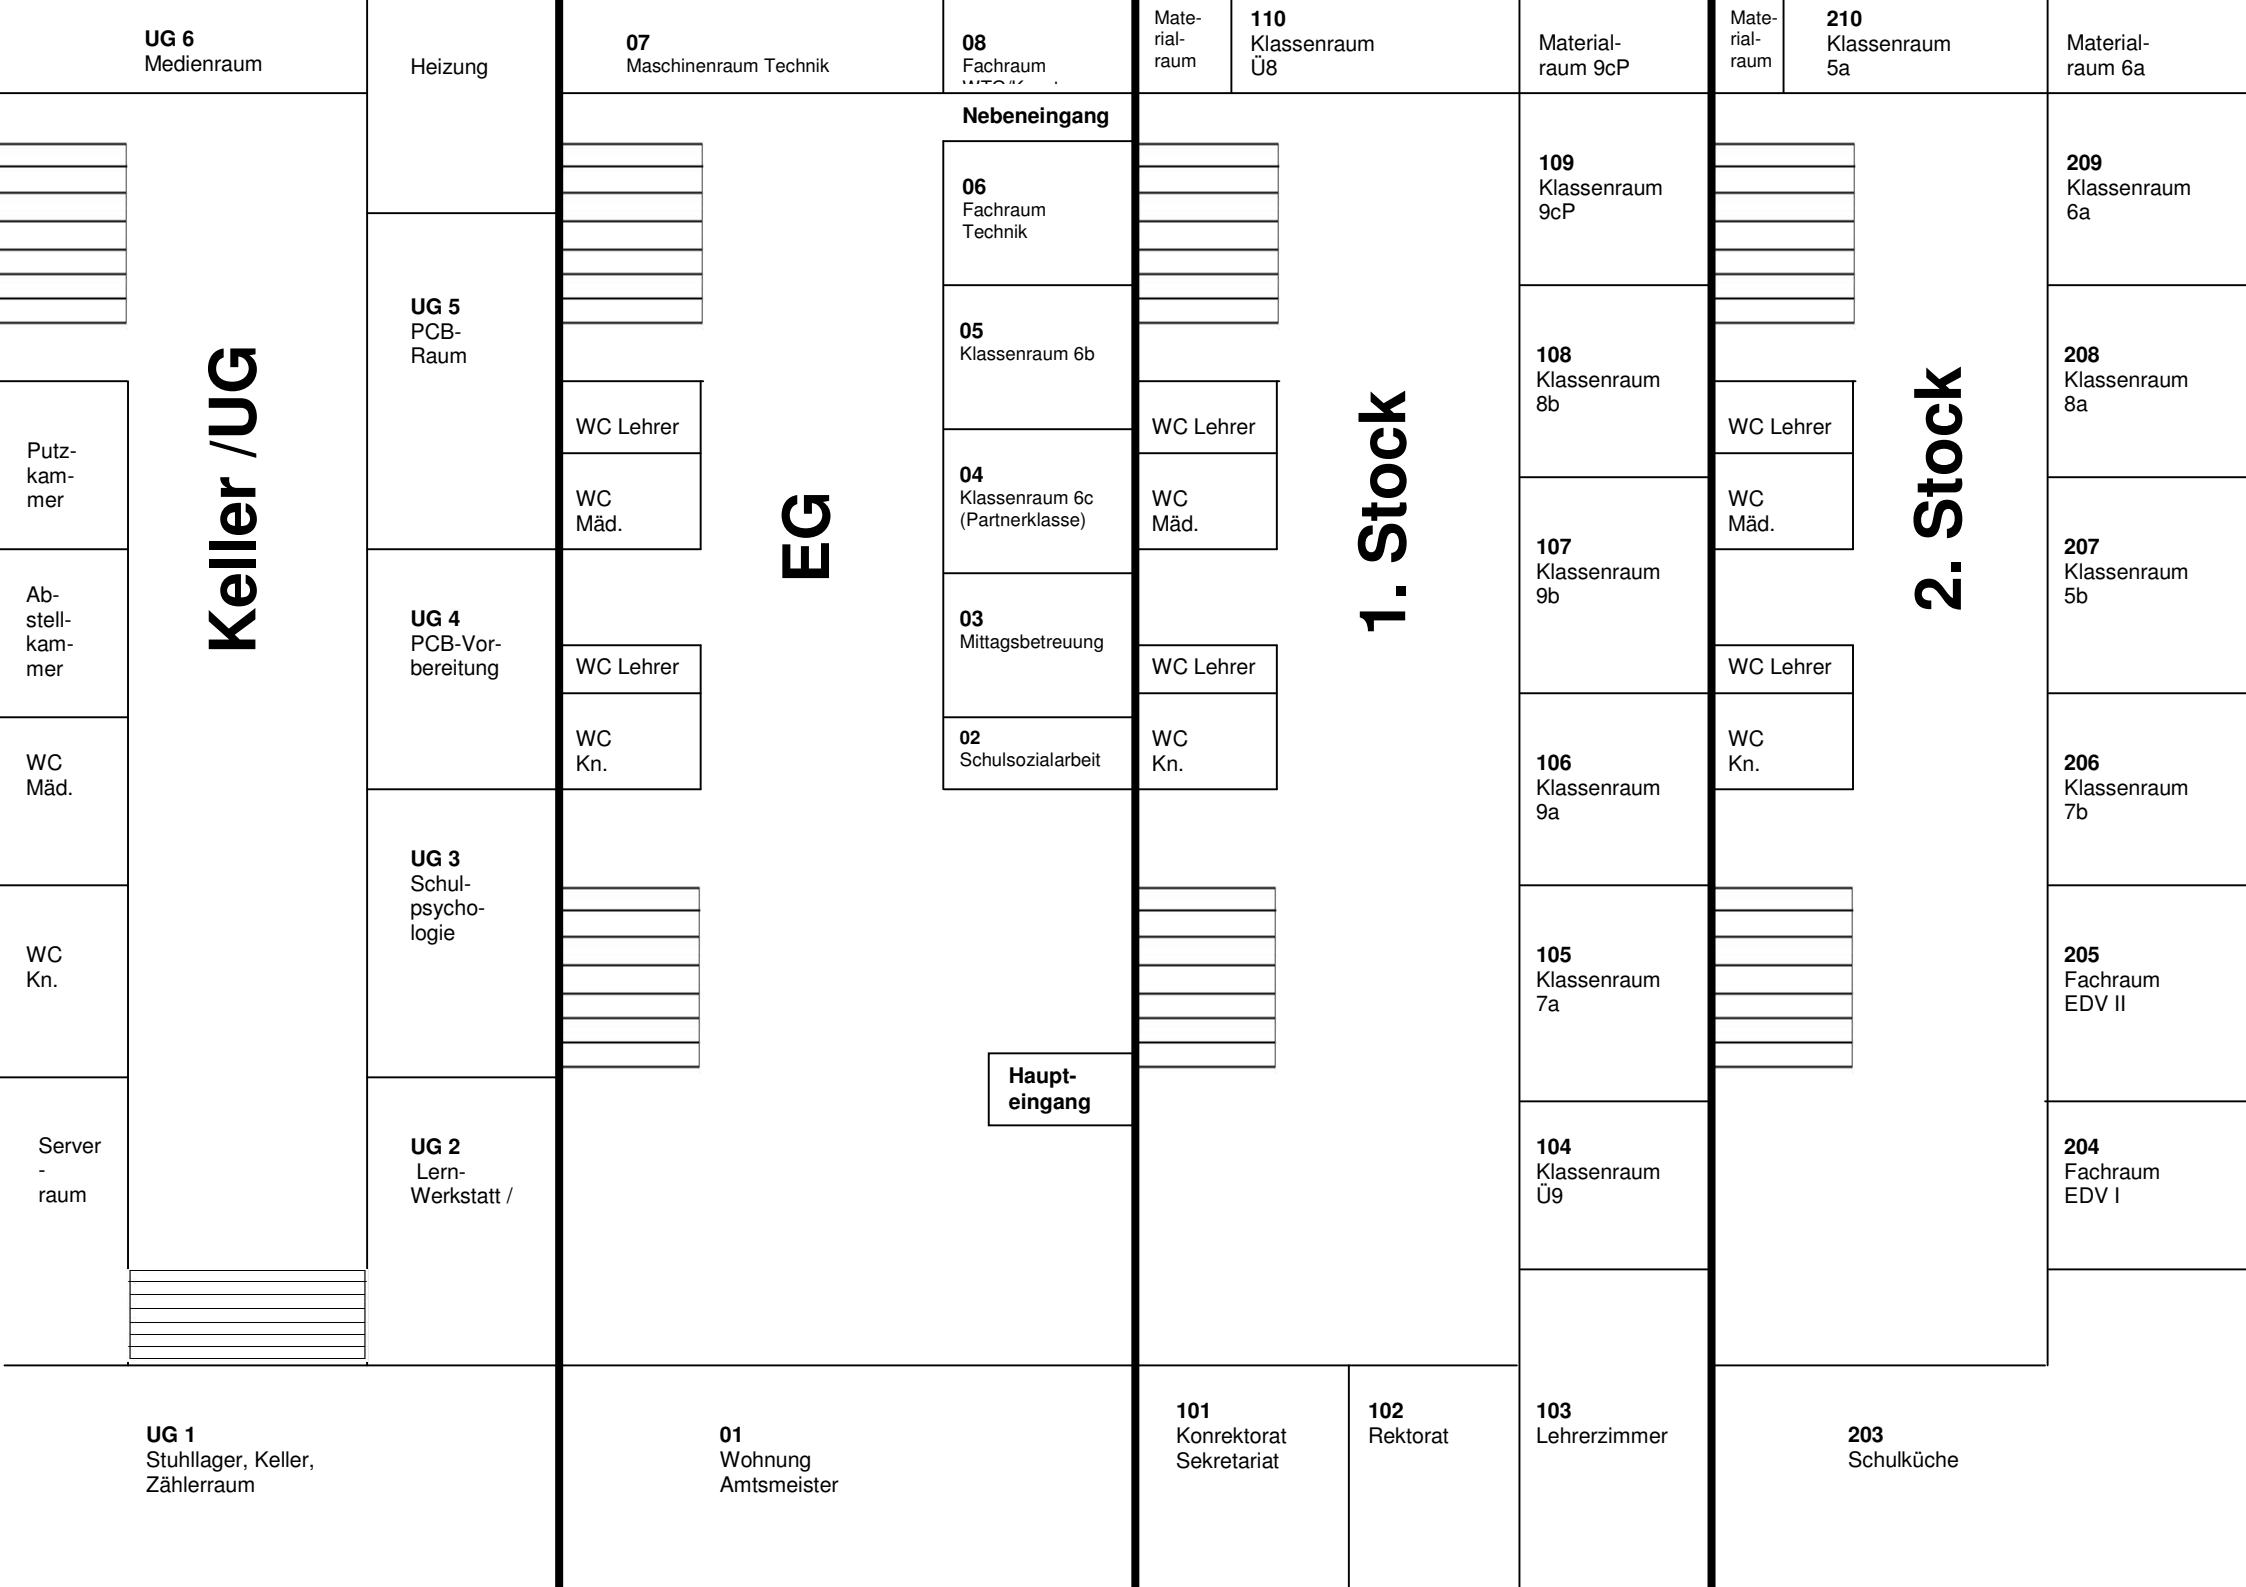 UG 6
Medienraum
Heizung
UG 5
PCB-
Raum
Keller /UG
Putz-
kam-
mer
Ab-
stell-
kam-
mer
UG 4
PCB-Vor-
bereitung
WC
Mäd.
UG 3
Schul-
psycho-
logie
WC
Kn.
Server
-
raum
UG 2
Lern-
Werkstatt /
UG 1
Stuhllager, Keller,
Zählerraum
07
Maschinenraum Technik
08
Fachraum
Nebeneingang
06
Fachraum
Technik
05
Klassenraum 6b
WC Lehrer
WC
Mäd.
EG
04
Klassenraum 6c
(Partnerklasse)
03
Mittagsbetreuung
WC Lehrer
WC
Kn.
02
Schulsozialarbeit
Haupt-
eingang
01
Wohnung
Amtsmeister
Mate-
rial-
raum
110
Klassenraum
Ü8
Material-
raum 9cP
109
Klassenraum
9cP
108
Klassenraum
8b
WC Lehrer
WC
Mäd.
1. Stock
107
Klassenraum
9b
WC Lehrer
WC
Kn.
106
Klassenraum
9a
105
Klassenraum
7a
104
Klassenraum
Ü9
101
Konrektorat
Sekretariat
102
Rektorat
103
Lehrerzimmer
Mate-
rial-
raum
210
Klassenraum
5a
Material-
raum 6a
209
Klassenraum
6a
208
Klassenraum
8a
WC Lehrer
WC
Mäd.
2. Stock
207
Klassenraum
5b
WC Lehrer
WC
Kn.
206
Klassenraum
7b
205
Fachraum
EDV II
204
Fachraum
EDV I
203
Schulküche